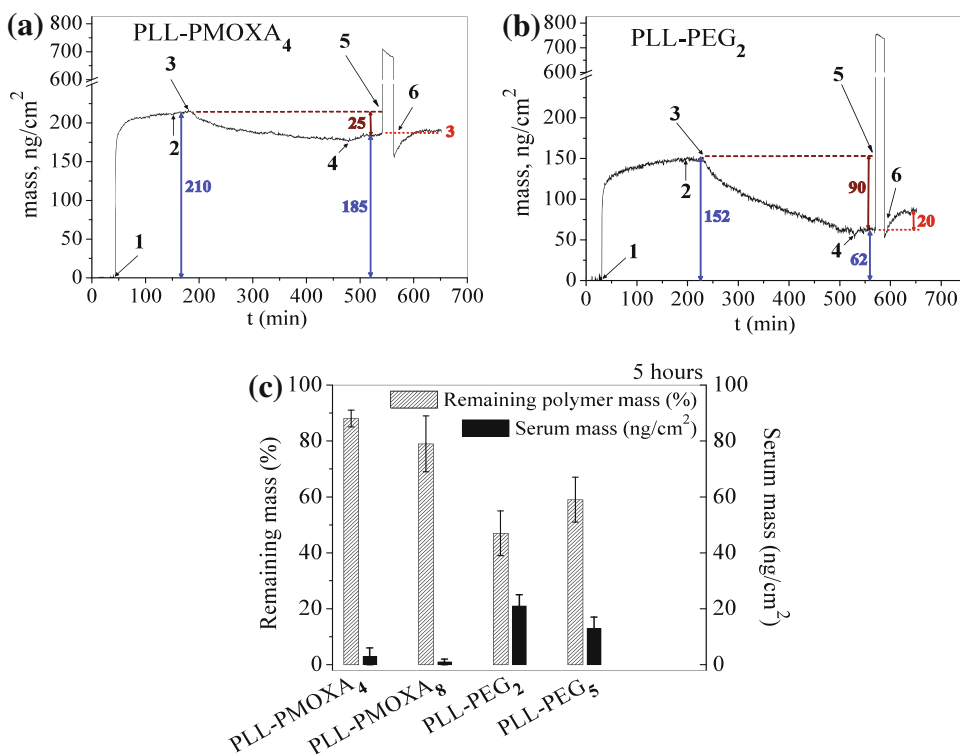 (a)
PLL-PMOXA4
mass, ng/cm2
800
700
600
200
150
100
50
0
1
2
3
4
5
6
210
25
185
3
0 100 200 300 400 500 600 700
t (min)
(b)
PLL-PEG2
mass, ng/cm2
800
700
600
200
150
100
50
0
1
2
3
4
5
6
152
90
62
20
0 100 200 300 400 500 600 700
t (min)
(c)
5 hours
Remaining polymer mass (%)
Serum mass (ng/cm2)
Remaining mass (%)
100
80
60
40
20
0
100
80
60
40
20
0
Serum mass (ng/cm2)
PLL-PMOXA4
PLL-PMOXA8
PLL-PEG2
PLL-PEG5